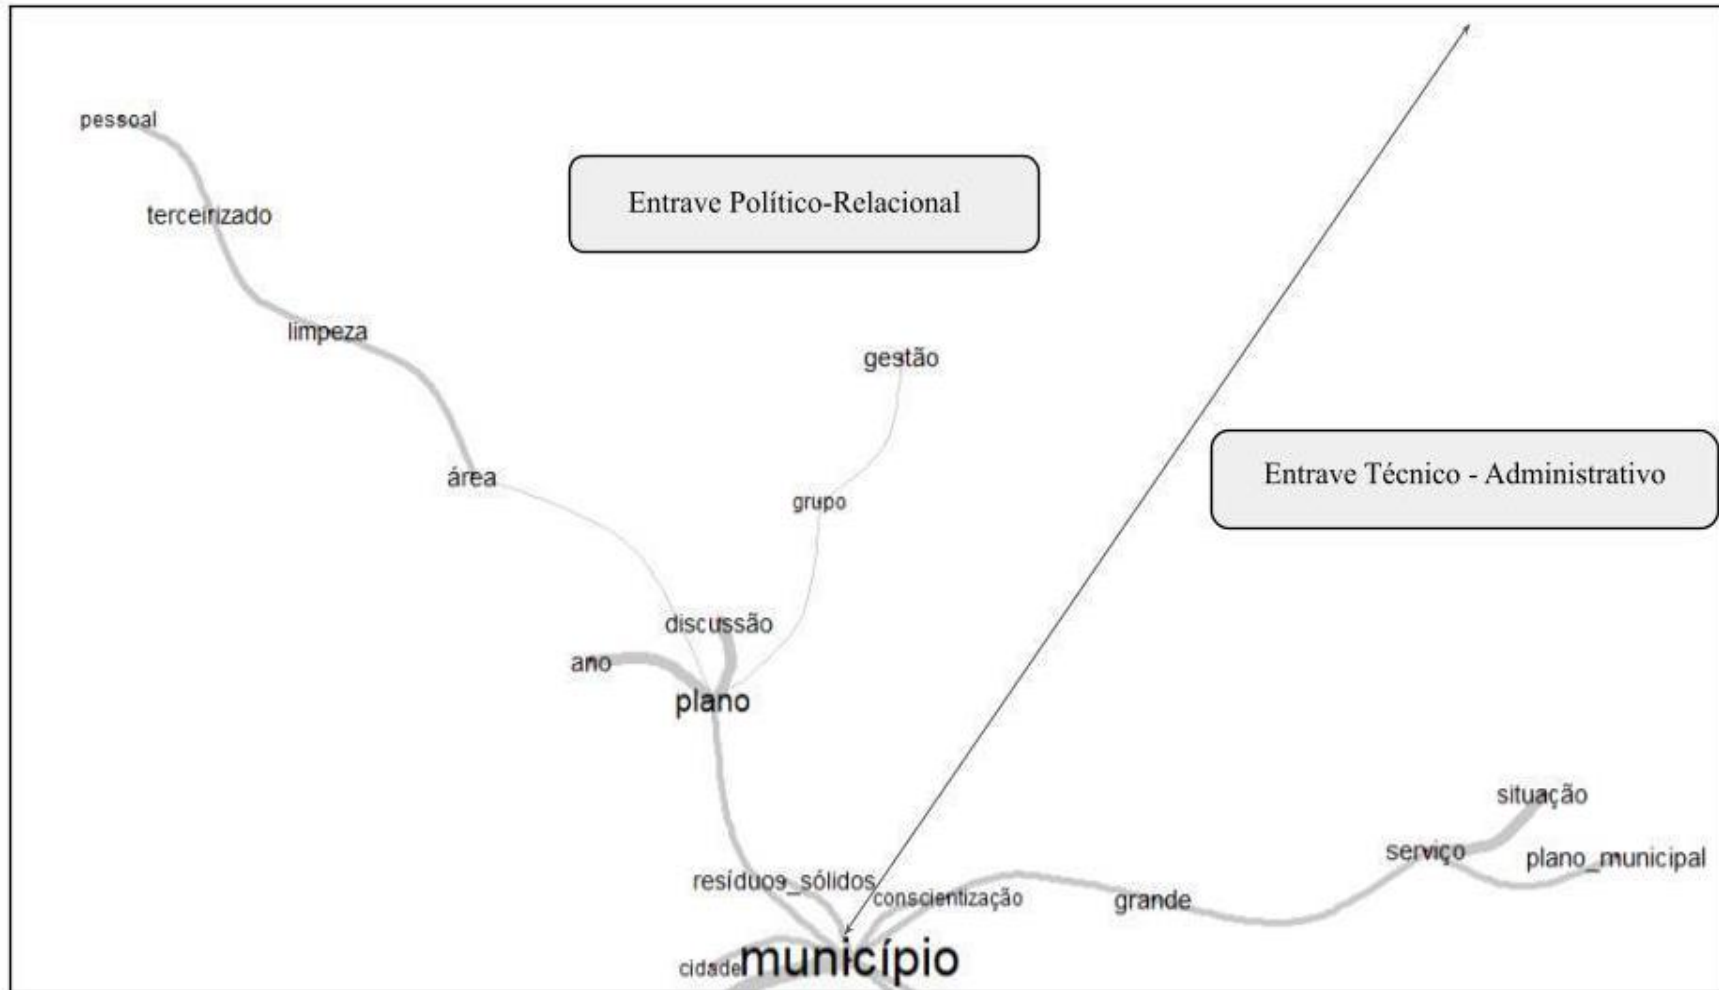 pessoal
Entrave Político-Relacional
terceirizado
limpeza
gestão
Entrave Técnico - Administrativo
área
grupo
discussão
ano
plano
situação
serviço
plano_municipal
resíduos_sólidos
conscientização
grande
município
cidade